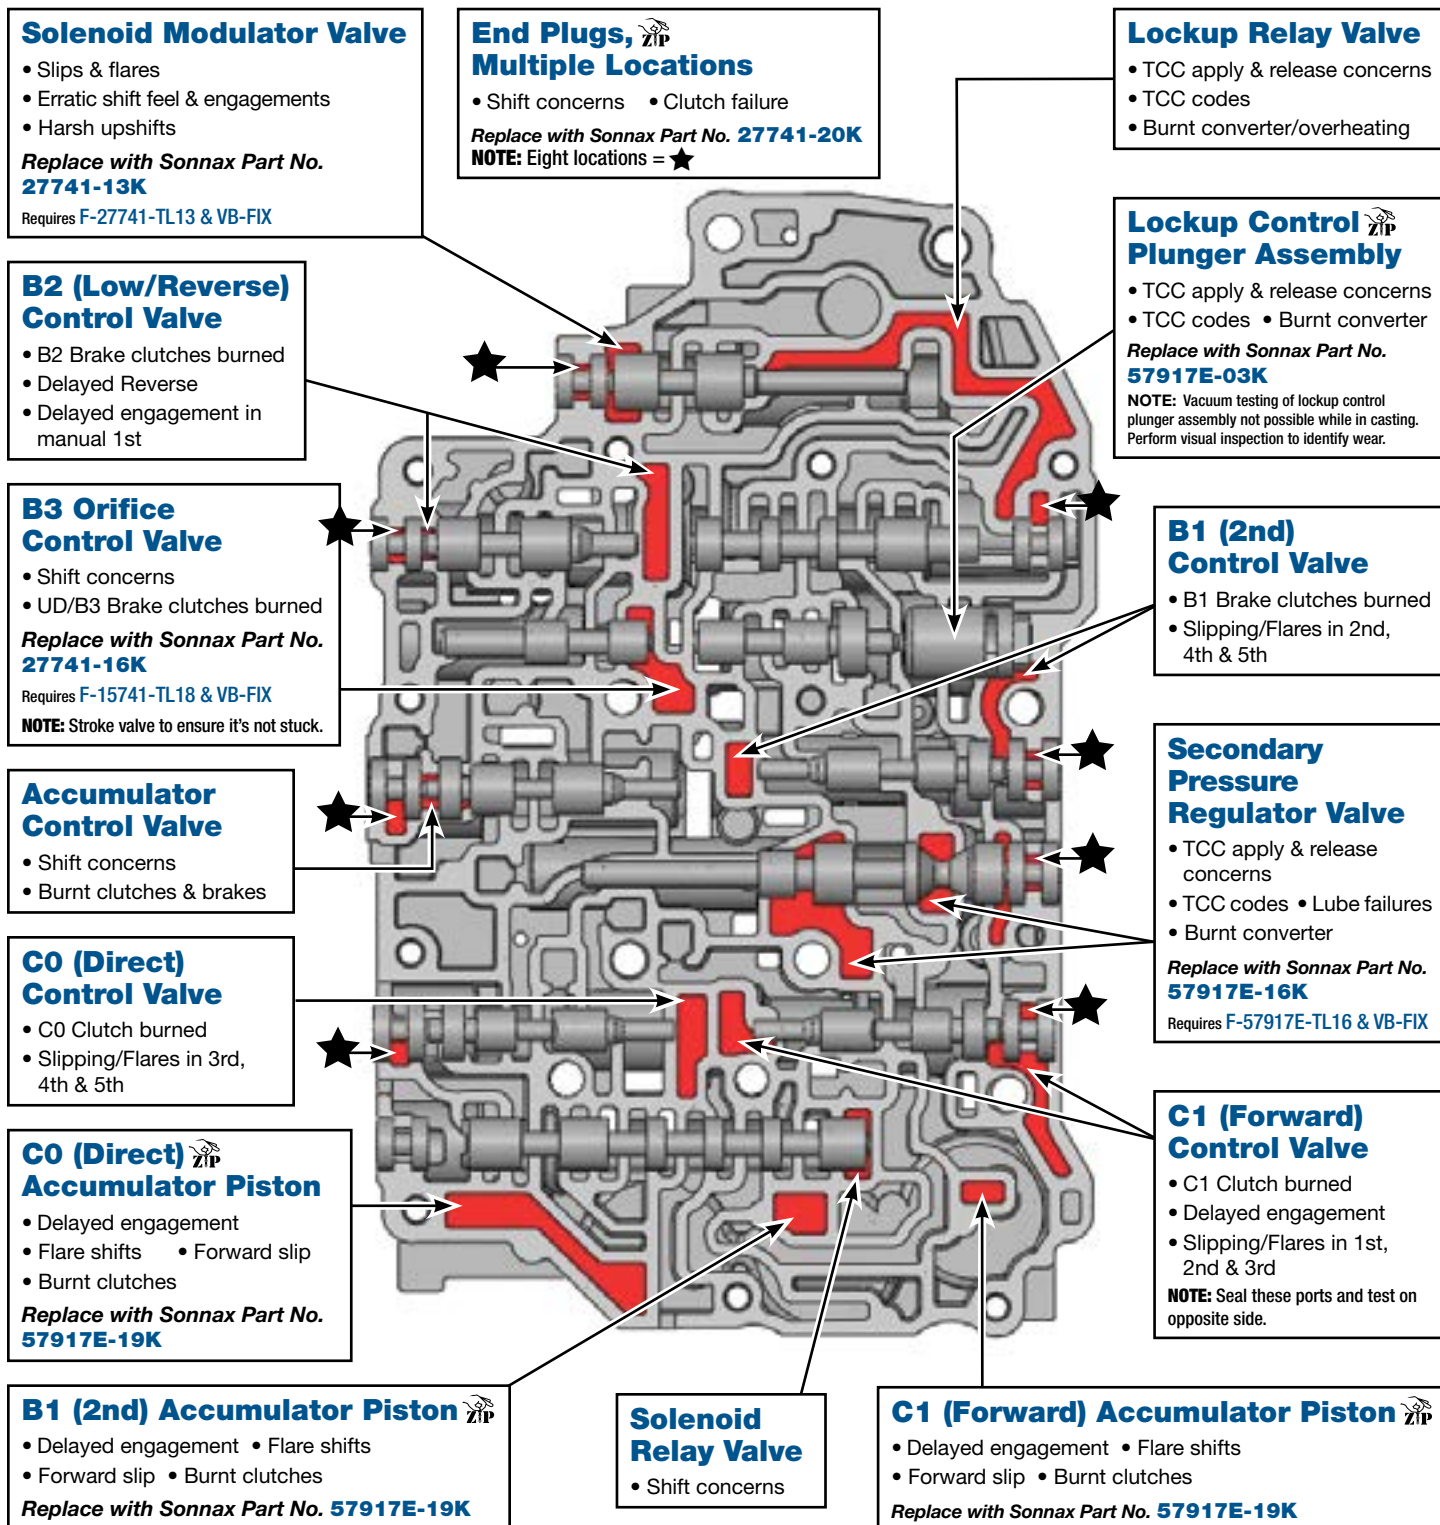 Solenoid Modulator Valve
• Slips & flares
• Erratic shift feel & engagements
• Harsh upshifts
Replace with Sonnax Part No.
27741-13K
Requires F-27741-TL13 & VB-FIX
End Plugs, ZIP
Multiple Locations
• Shift concerns • Clutch failure
Replace with Sonnax Part No. 27741-20K
NOTE: Eight locations = ★
Lockup Relay Valve
• TCC apply & release concerns
• TCC codes
• Burnt converter/overheating
Lockup Control ZIP
Plunger Assembly
• TCC apply & release concerns
• TCC codes • Burnt converter
Replace with Sonnax Part No.
57917E-03K
NOTE: Vacuum testing of lockup control
plunger assembly not possible while in casting.
Perform visual inspection to identify wear.
B2 (Low/Reverse)
Control Valve
• B2 Brake clutches burned
• Delayed Reverse
• Delayed engagement in
manual 1st
B3 Orifice
Control Valve
• Shift concerns
• UD/B3 Brake clutches burned
Replace with Sonnax Part No.
27741-16K
Requires F-15741-TL18 & VB-FIX
NOTE: Stroke valve to ensure it's not stuck.
B1 (2nd)
Control Valve
• B1 Brake clutches burned
• Slipping/Flares in 2nd,
4th & 5th
Accumulator
Control Valve
• Shift concerns
• Burnt clutches & brakes
Secondary
Pressure
Regulator Valve
• TCC apply & release
concerns
• TCC codes • Lube failures
• Burnt converter
Replace with Sonnax Part No.
57917E-16K
Requires F-57917E-TL16 & VB-FIX
C0 (Direct)
Control Valve
• C0 Clutch burned
• Slipping/Flares in 3rd,
4th & 5th
C1 (Forward)
Control Valve
• C1 Clutch burned
• Delayed engagement
• Slipping/Flares in 1st,
2nd & 3rd
NOTE: Seal these ports and test on
opposite side.
C0 (Direct) ZIP
Accumulator Piston
• Delayed engagement
• Flare shifts • Forward slip
• Burnt clutches
Replace with Sonnax Part No.
57917E-19K
B1 (2nd) Accumulator Piston ZIP
• Delayed engagement • Flare shifts
• Forward slip • Burnt clutches
Replace with Sonnax Part No. 57917E-19K
Solenoid
Relay Valve
• Shift concerns
C1 (Forward) Accumulator Piston ZIP
• Delayed engagement • Flare shifts
• Forward slip • Burnt clutches
Replace with Sonnax Part No. 57917E-19K